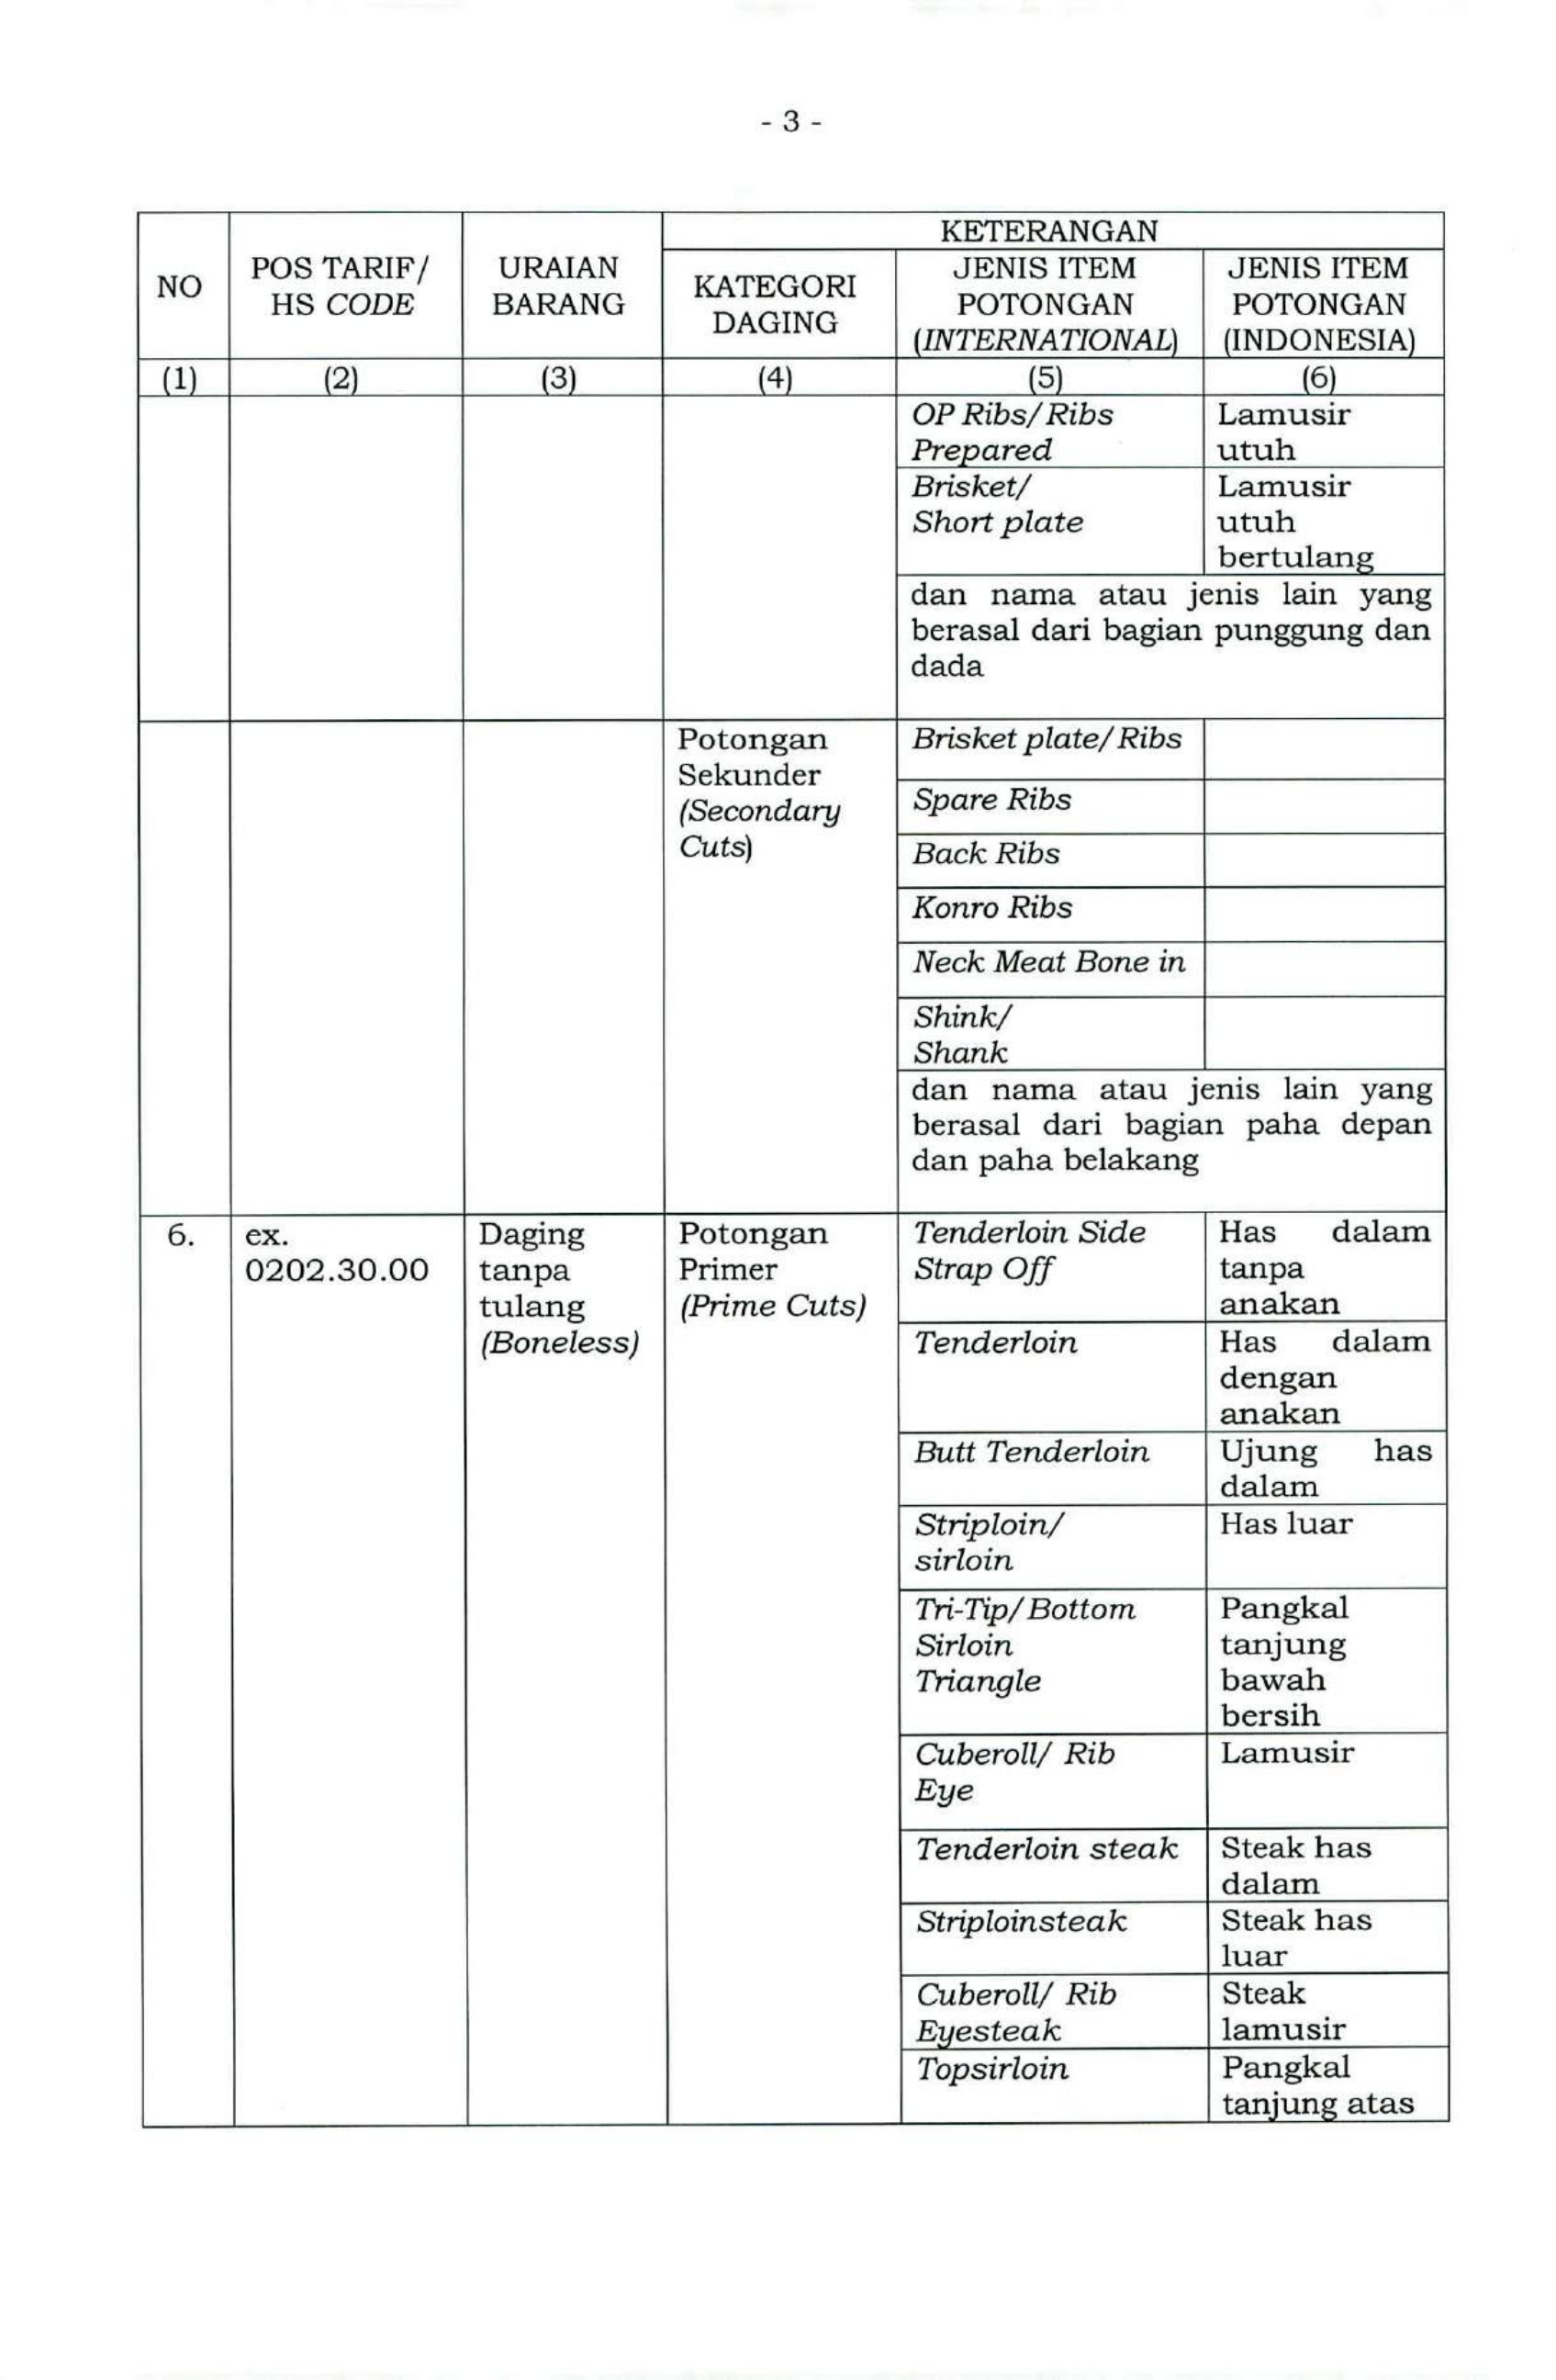 - 3 -
NO
POS TARIF/
HS CODE
URAIAN
BARANG
KETERANGAN
KATEGORI
DAGING
JENIS ITEM
POTONGAN
(INTERNATIONAL)
JENIS ITEM
POTONGAN
(INDONESIA)
(1) (2) (3) (4) (5) (6)
OP Ribs/Ribs
Prepared
Lamusir
utuh
Brisket/
Short plate
Lamusir
utuh
bertulang
dan nama atau jenis lain yang
berasal dari bagian punggung dan
dada
Potongan
Sekunder
(Secondary
Cuts)
Brisket plate/Ribs
Spare Ribs
Back Ribs
Konro Ribs
Neck Meat Bone in
Shink/
Shank
dan nama atau jenis lain yang
berasal dari bagian paha depan
dan paha belakang
6.
ex.
0202.30.00
Daging
tanpa
tulang
(Boneless)
Potongan
Primer
(Prime Cuts)
Tenderloin Side
Strap Off
Has dalam
tanpa
anakan
Tenderloin
Has dalam
dengan
anakan
Butt Tenderloin
Ujung has
dalam
Striploin/
sirloin
Has luar
Tri-Tip/Bottom
Sirloin
Triangle
Pangkal
tanjung
bawah
bersih
Cuberoll/ Rib
Eye
Lamusir
Tenderloin steak
Steak has
dalam
Striploinsteak
Steak has
luar
Cuberoll/ Rib
Eyesteak
Steak
lamusir
Topsirloin
Pangkal
tanjung atas